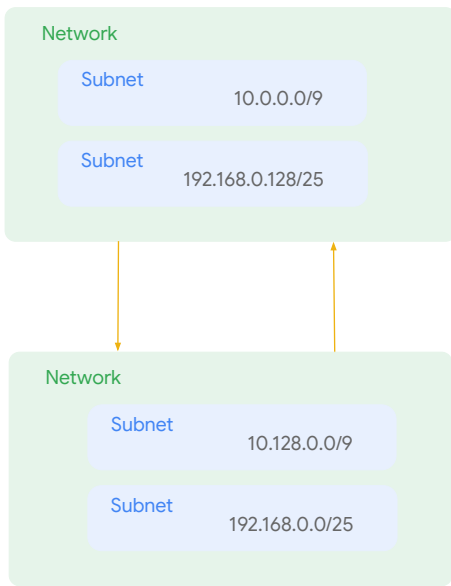 Network
Subnet
10.0.0.0/9
Subnet
192.168.0.128/25
Network
Subnet
10.128.0.0/9
Subnet
192.168.0.0/25